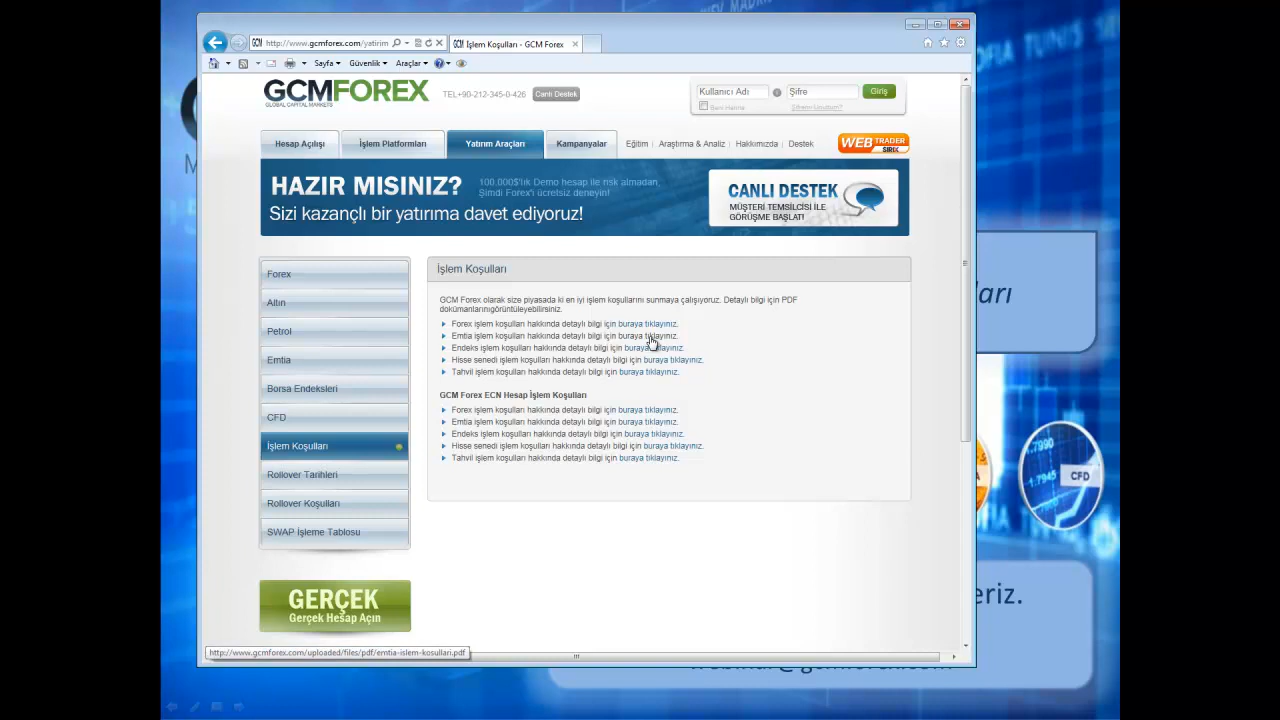 http://www.gcmforex.com/yatirim
İşlem Koşulları - GCM Forex
Sayfa
Güvenlik
Araçlar
GCMFOREX
GLOBAL CAPITAL MARKETS
TEL+90-212-345-0-426
Canlı Destek
Kullanıcı Adı
Şifre
Giriş
Beni Hatırla
Şifremi Unuttum?
Hesap Açılışı
İşlem Platformları
Yatırım Araçları
Kampanyalar
Eğitim | Araştırma & Analiz | Hakkımızda | Destek
WEB TRADER
SIRIX
HAZIR MISINIZ?
100.000$'lık Demo hesap ile risk almadan,
Şimdi Forex'i ücretsiz deneyin!
Sizi kazançlı bir yatırıma davet ediyoruz!
CANLI DESTEK
MÜŞTERİ TEMSİLCİSİ İLE
GÖRÜŞME BAŞLAT!
Forex
Altın
Petrol
Emtia
Borsa Endeksleri
CFD
İşlem Koşulları
Rollover Tarihleri
Rollover Koşulları
SWAP İşleme Tablosu
GERÇEK
Gerçek Hesap Açın
İşlem Koşulları
GCM Forex olarak size piyasada ki en iyi işlem koşullarını sunmaya çalışıyoruz. Detaylı bilgi için PDF
dokümanlarınıgörüntüleyebilirsiniz.
Forex işlem koşulları hakkında detaylı bilgi için buraya tıklayınız.
Emtia işlem koşulları hakkında detaylı bilgi için buraya tıklayınız.
Endeks işlem koşulları hakkında detaylı bilgi için buraya tıklayınız.
Hisse senedi işlem koşulları hakkında detaylı bilgi için buraya tıklayınız.
Tahvil işlem koşulları hakkında detaylı bilgi için buraya tıklayınız.
GCM Forex ECN Hesap İşlem Koşulları
Forex işlem koşulları hakkında detaylı bilgi için buraya tıklayınız.
Emtia işlem koşulları hakkında detaylı bilgi için buraya tıklayınız.
Endeks işlem koşulları hakkında detaylı bilgi için buraya tıklayınız.
Hisse senedi işlem koşulları hakkında detaylı bilgi için buraya tıklayınız.
Tahvil işlem koşulları hakkında detaylı bilgi için buraya tıklayınız.
http://www.gcmforex.com/uploaded/files/pdf/emtia-islem-kosullari.pdf
CFD
1.7990
1.7945